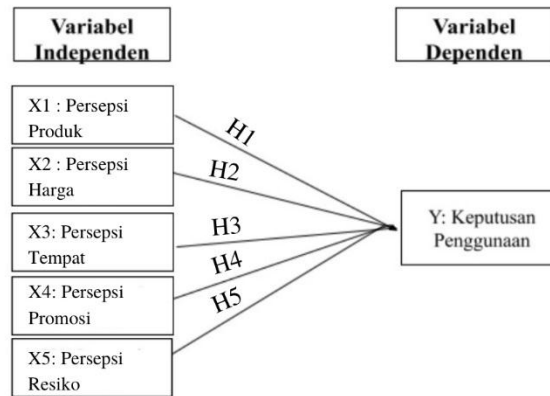 Variabel
Independen
Variabel
Dependen
X1 : Persepsi
Produk
H1
X2 : Persepsi
Harga
H2
X3: Persepsi
Tempat
H3
X4: Persepsi
Promosi
H4
X5: Persepsi
Resiko
H5
Y: Keputusan
Penggunaan